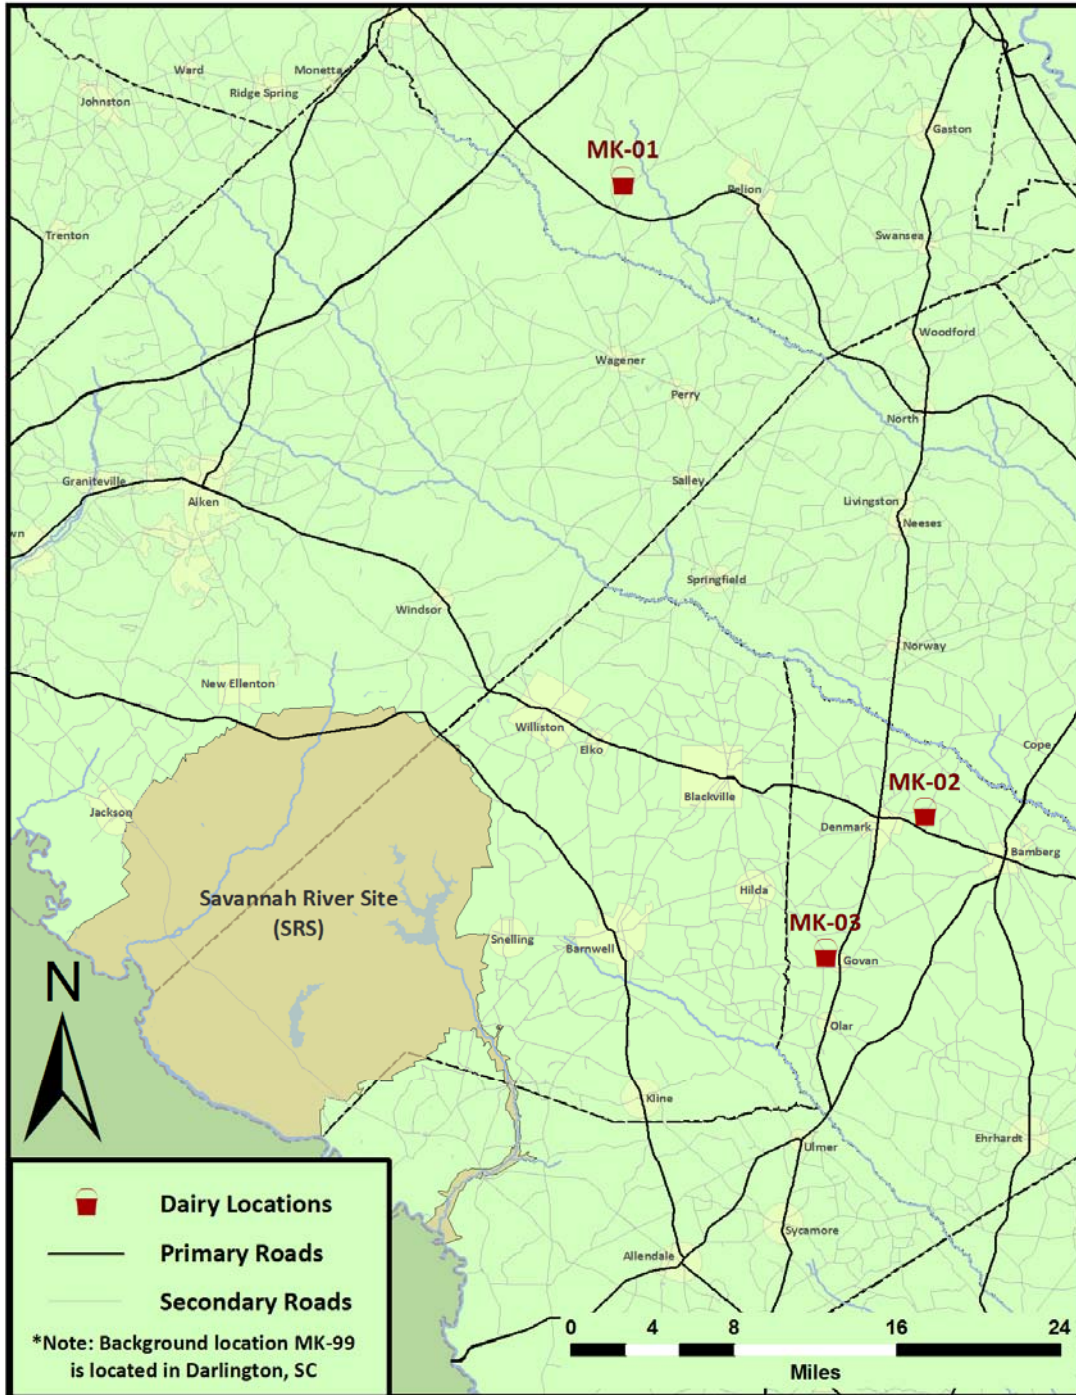 Ward
Monetta
Ridge Spring
Johnston
Gaston
MK-01
Pelion
Trenton
Swansea
Woodford
Wagener
Perry
North
Graniteville
Salley
Aiken
Livingston
Neeses
wn
Springfield
Windsor
Norway
New Ellenton
Williston
Elko
Cope
MK-02
Blackville
Jackson
Denmark
Bamberg
Hilda
Savannah River Site
(SRS)
MK-03
Snelling
Barnwell
Govan
N
Olar
Kline
Ulmer
Ehrhardt
Sycamore
Allendale
Dairy Locations
Primary Roads
Secondary Roads
*Note: Background location MK-99
is located in Darlington, SC
0 4 8 16 24
Miles